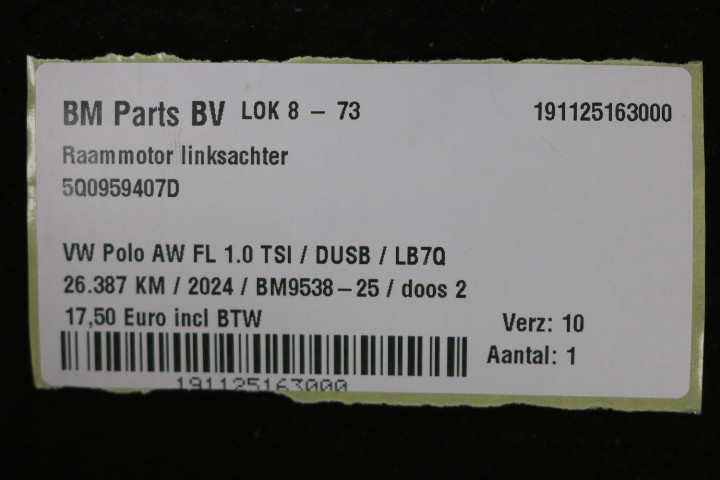 BM Parts BV LOK 8 – 73 191125163000
Raammotor linksachter
5Q0959407D
VW Polo AW FL 1.0 TSI / DUSB / LB7Q
26.387 KM / 2024 / BM9538–25 / doos 2
17,50 Euro incl BTW Verz: 10
Aantal: 1
191125163000